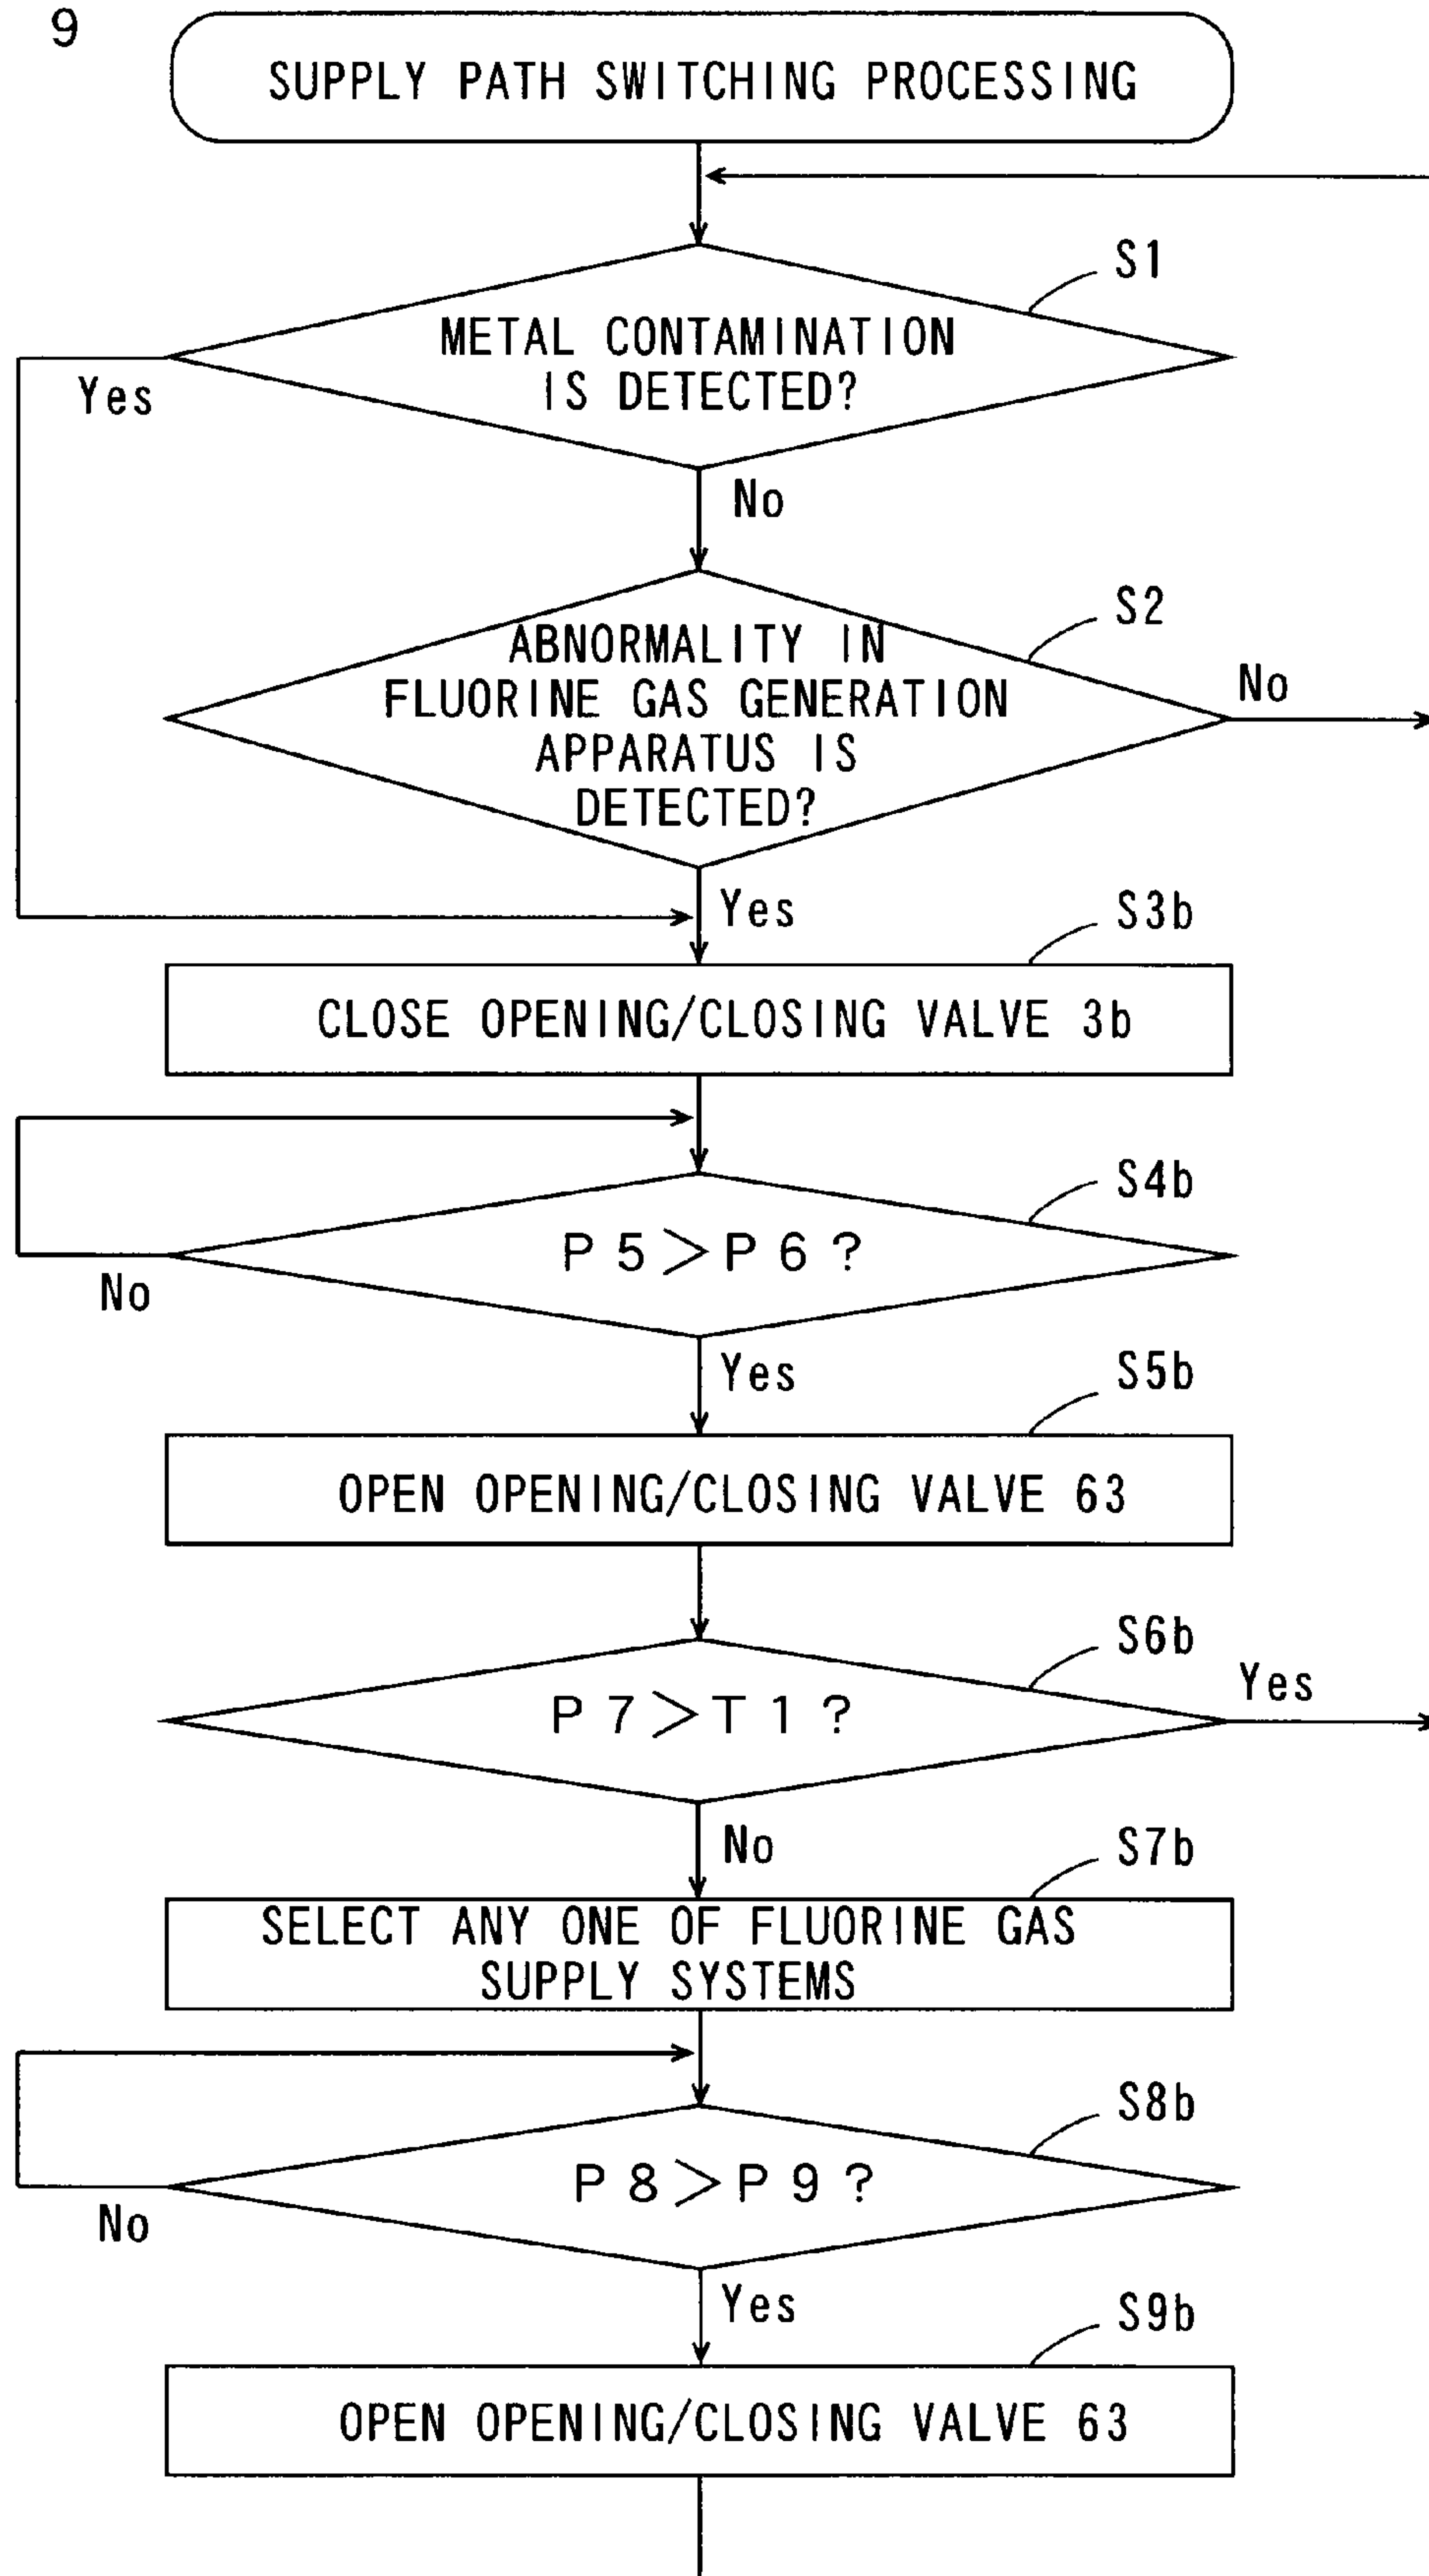 9
SUPPLY PATH SWITCHING PROCESSING
S1
METAL CONTAMINATION
IS DETECTED?
Yes
No
S2
ABNORMALITY IN
FLUORINE GAS GENERATION
APPARATUS IS
DETECTED?
No
Yes
S3b
CLOSE OPENING/CLOSING VALVE 3b
S4b
P5>P6?
No
Yes
S5b
OPEN OPENING/CLOSING VALVE 63
S6b
P7>T1?
Yes
No
S7b
SELECT ANY ONE OF FLUORINE GAS
SUPPLY SYSTEMS
S8b
P8>P9?
No
Yes
S9b
OPEN OPENING/CLOSING VALVE 63